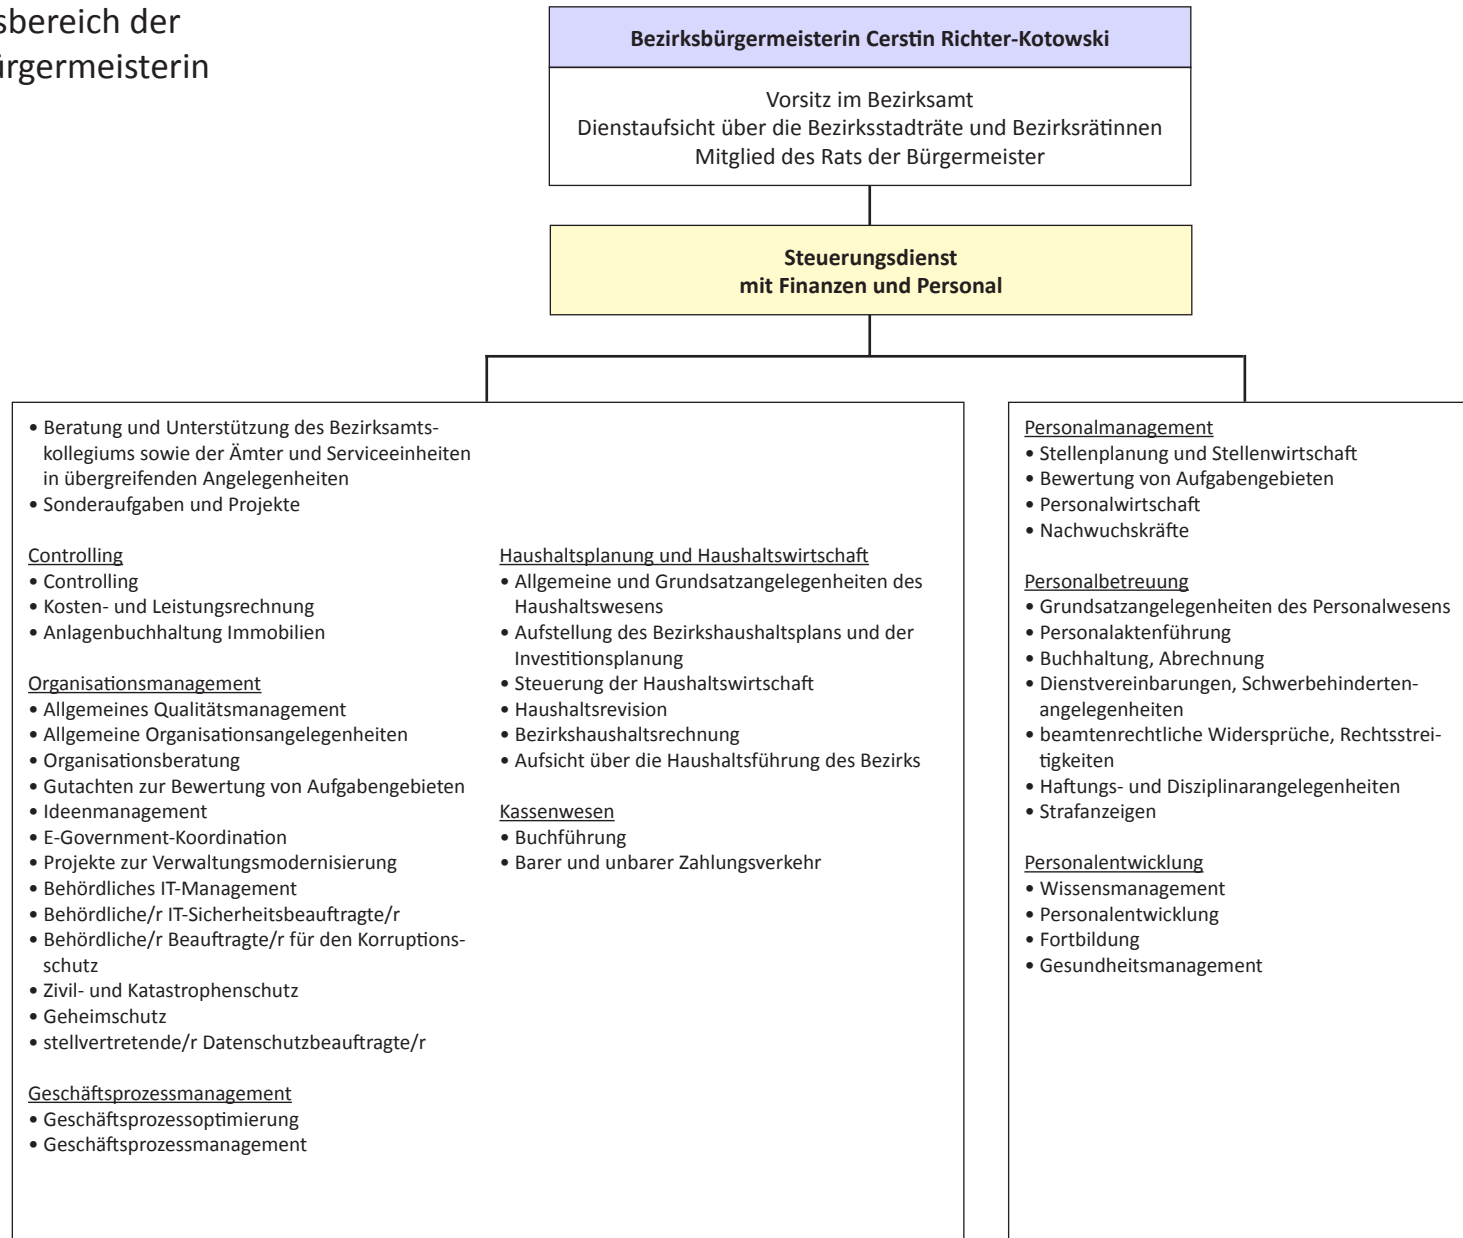 sbereich der
ürgermeisterin
Bezirksbürgermeisterin Cerstin Richter-Kotowski
Vorsitz im Bezirksamt
Dienstaufsicht über die Bezirksstadträte und Bezirksrätinnen
Mitglied des Rats der Bürgermeister
Steuerungsdienst
mit Finanzen und Personal
• Beratung und Unterstützung des Bezirksamts-
kollegiums sowie der Ämter und Serviceeinheiten
in übergreifenden Angelegenheiten
• Sonderaufgaben und Projekte
Controlling
• Controlling
• Kosten- und Leistungsrechnung
• Anlagenbuchhaltung Immobilien
Organisationsmanagement
• Allgemeines Qualitätsmanagement
• Allgemeine Organisationsangelegenheiten
• Organisationsberatung
• Gutachten zur Bewertung von Aufgabengebieten
• Ideenmanagement
• E-Government-Koordination
• Projekte zur Verwaltungsmodernisierung
• Behördliches IT-Management
• Behördliche/r IT-Sicherheitsbeauftragte/r
• Behördliche/r Beauftragte/r für den Korruptions-
schutz
• Zivil- und Katastrophenschutz
• Geheimschutz
• stellvertretende/r Datenschutzbeauftragte/r
Geschäftsprozessmanagement
• Geschäftsprozessoptimierung
• Geschäftsprozessmanagement
Haushaltsplanung und Haushaltswirtschaft
• Allgemeine und Grundsatzangelegenheiten des
Haushaltswesens
• Aufstellung des Bezirkshaushaltsplans und der
Investitionsplanung
• Steuerung der Haushaltswirtschaft
• Haushaltsrevision
• Bezirkshaushaltsrechnung
• Aufsicht über die Haushaltsführung des Bezirks
Kassenwesen
• Buchführung
• Barer und unbarer Zahlungsverkehr
Personalmanagement
• Stellenplanung und Stellenwirtschaft
• Bewertung von Aufgabengebieten
• Personalwirtschaft
• Nachwuchskräfte
Personalbetreuung
• Grundsatzangelegenheiten des Personalwesens
• Personalaktenführung
• Buchhaltung, Abrechnung
• Dienstvereinbarungen, Schwerbehinderten-
angelegenheiten
• beamtenrechtliche Widersprüche, Rechtsstrei-
tigkeiten
• Haftungs- und Disziplinarangelegenheiten
• Strafanzeigen
Personalentwicklung
• Wissensmanagement
• Personalentwicklung
• Fortbildung
• Gesundheitsmanagement